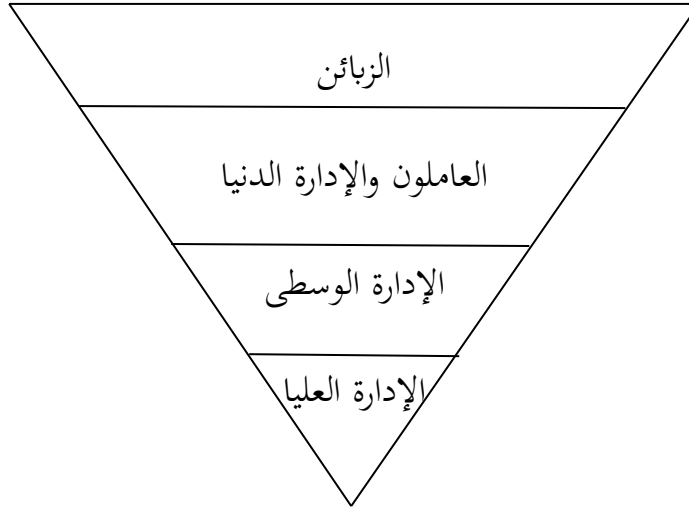 الزبائن
العاملون والإدارة الدنيا
الإدارة الوسطى
الإدارة العليا